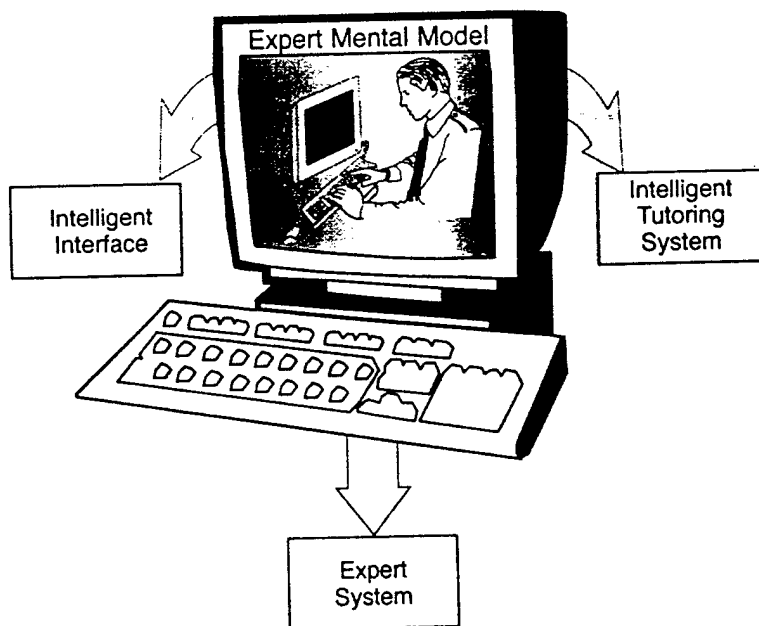 Expert Mental Model
Intelligent
Interface
Intelligent
Tutoring
System
Expert
System